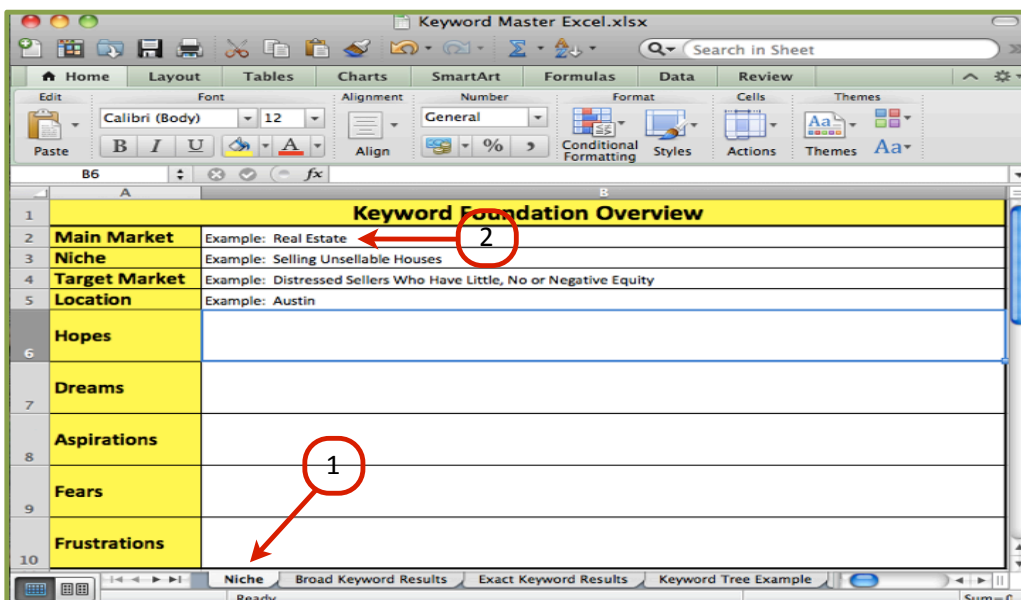 Keyword Master Excel.xlsx
Search in Sheet
Home Layout Tables Charts SmartArt Formulas Data Review
Edit Font Alignment Number Format Cells Themes
Calibri (Body) 12 General
Paste B I U A Align % Conditional Formatting Styles Actions Themes Aa
B6 fx
A B
1 Keyword Foundation Overview
2 Main Market Example: Real Estate 2
3 Niche Example: Selling Unsellable Houses
4 Target Market Example: Distressed Sellers Who Have Little, No or Negative Equity
5 Location Example: Austin
6 Hopes
7 Dreams
8 Aspirations
1
9 Fears
10 Frustrations
Niche Broad Keyword Results Exact Keyword Results Keyword Tree Example
Ready